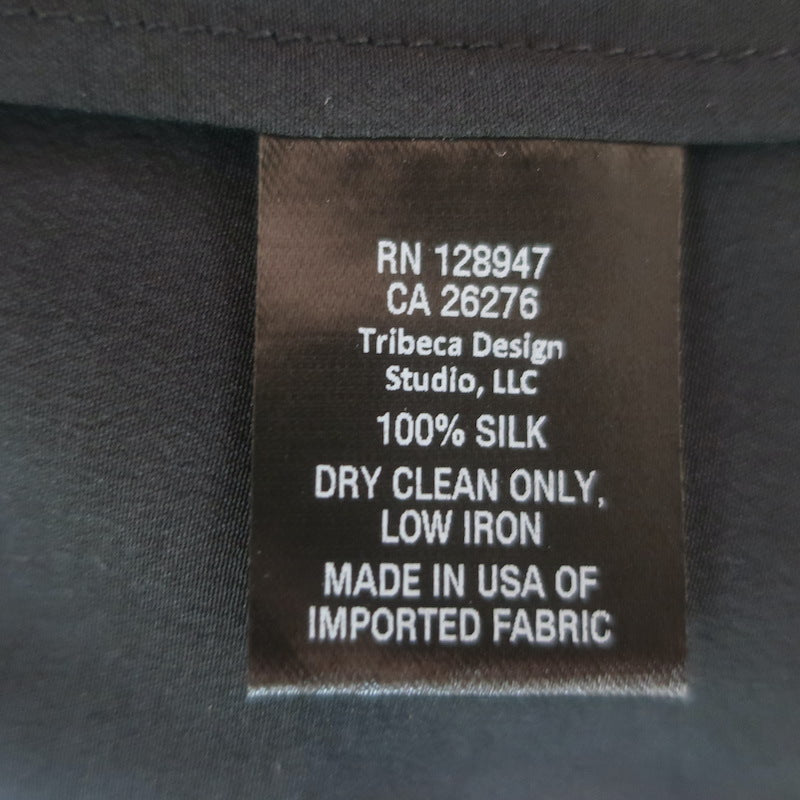 RN 128947
CA 26276
Tribeca Design
Studio, LLC
100% SILK
DRY CLEAN ONLY,
LOW IRON
MADE IN USA OF
IMPORTED FABRIC